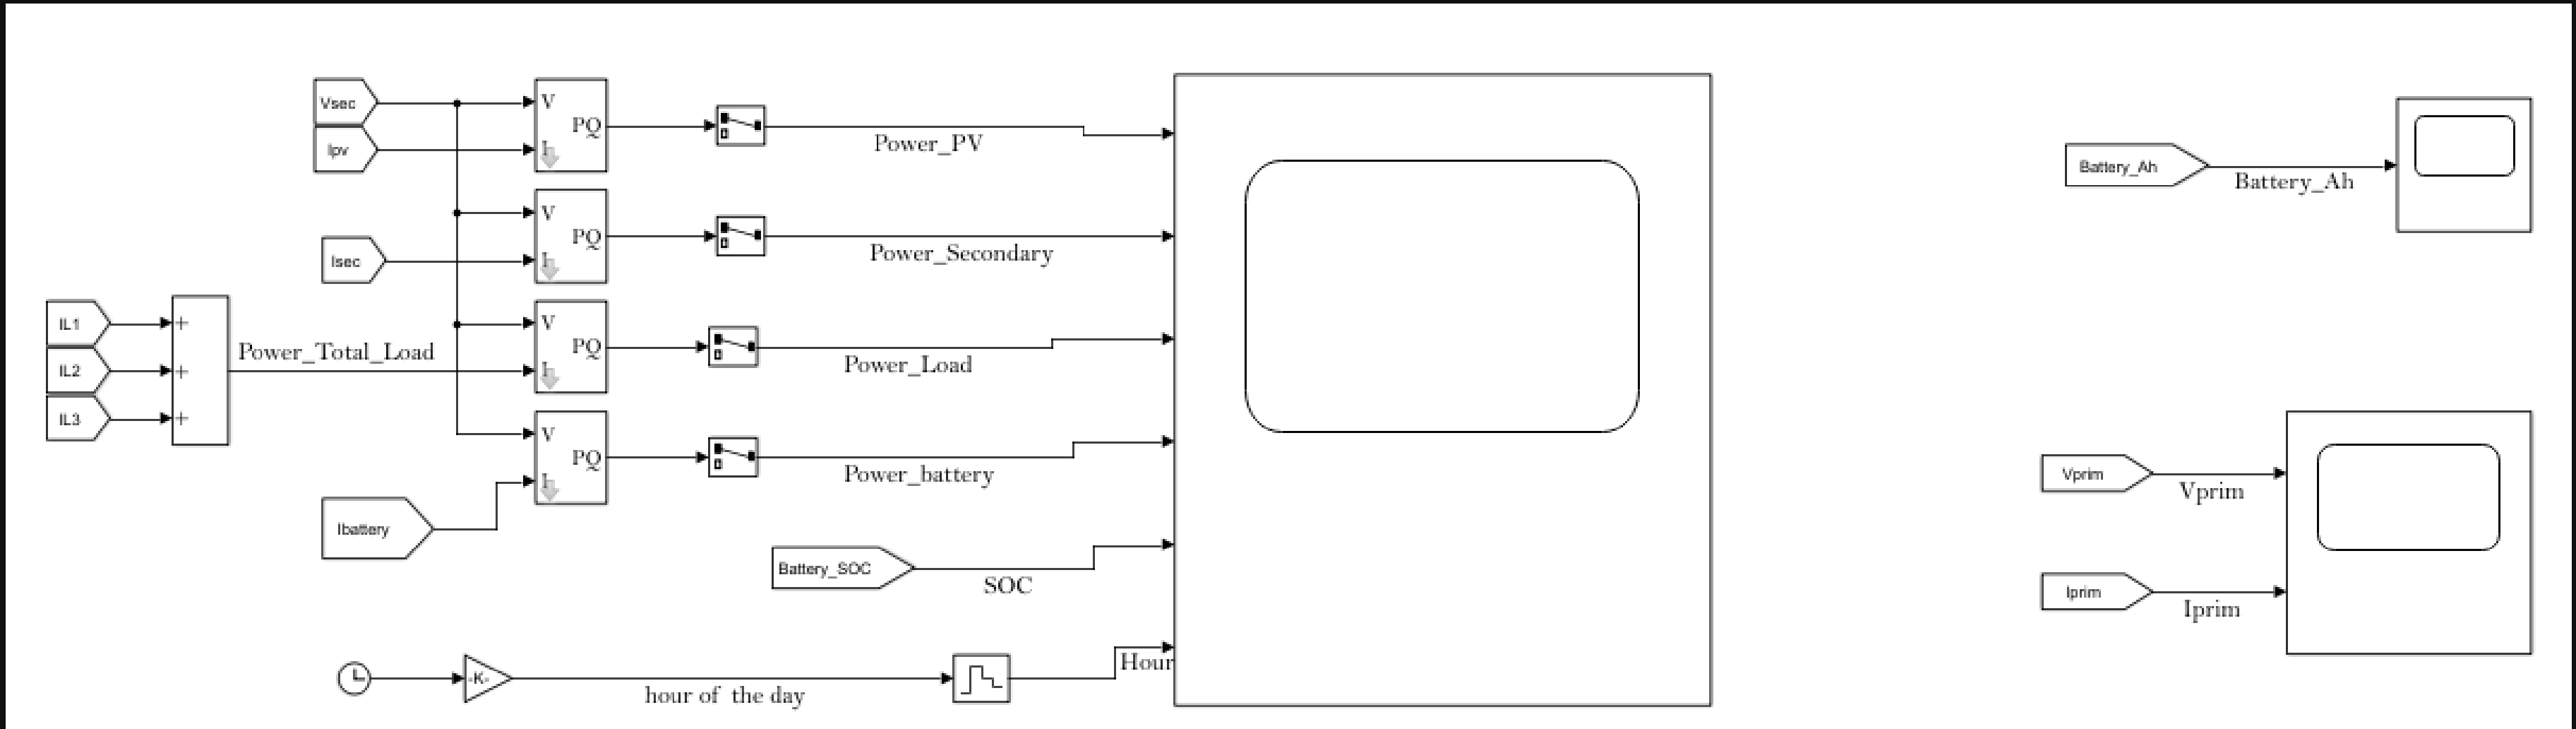 Vsec
V
PQ
Ipv
I
Power_PV
V
PQ
Isec
I
Power_Secondary
IL1
IL2
IL3
+
+
+
Power_Total_Load
V
PQ
I
Power_Load
V
PQ
I
Ibattery
Power_battery
Battery_SOC
SOC
-K-
hour of the day
Hour
Battery_Ah
Battery_Ah
Vprim
Vprim
Iprim
Iprim